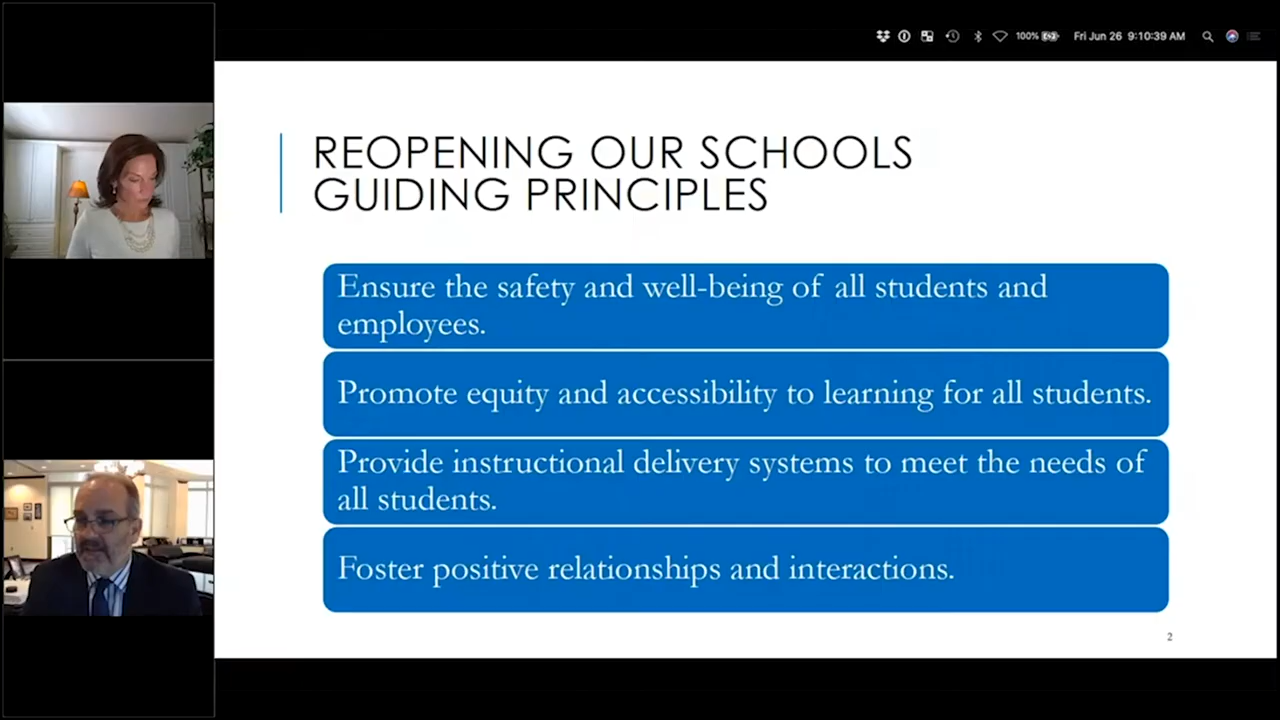 100% Fri Jun 26 9:10:39 AM
REOPENING OUR SCHOOLS
GUIDING PRINCIPLES
Ensure the safety and well-being of all students and
employees.
Promote equity and accessibility to learning for all students.
Provide instructional delivery systems to meet the needs of
all students.
Foster positive relationships and interactions.
2